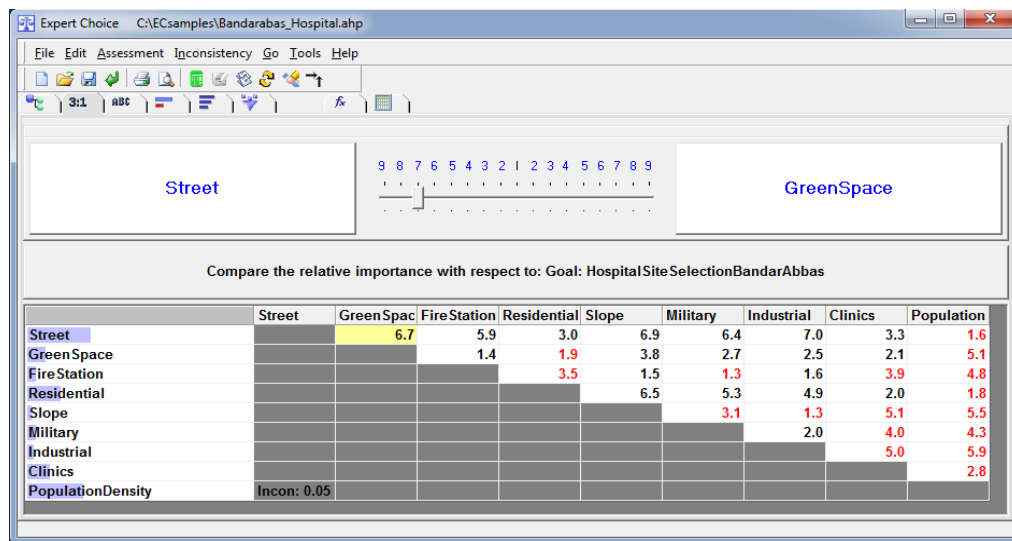 Expert Choice C:\ECsamples\Bandarabas_Hospital.ahp
File Edit Assessment Inconsistency Go Tools Help
3:1 ABC fx
9 8 7 6 5 4 3 2 1 2 3 4 5 6 7 8 9
Street GreenSpace
Compare the relative importance with respect to: Goal: HospitalSiteSelectionBandarAbbas
Street GreenSpac FireStation Residential Slope Military Industrial Clinics Population
Street 6.7 5.9 3.0 6.9 6.4 7.0 3.3 1.6
GreenSpace 1.4 1.9 3.8 2.7 2.5 2.1 5.1
FireStation 3.5 1.5 1.3 1.6 3.9 4.8
Residential 6.5 5.3 4.9 2.0 1.8
Slope 3.1 1.3 5.1 5.5
Military 2.0 4.0 4.3
Industrial 5.0 5.9
Clinics 2.8
PopulationDensity Incon: 0.05